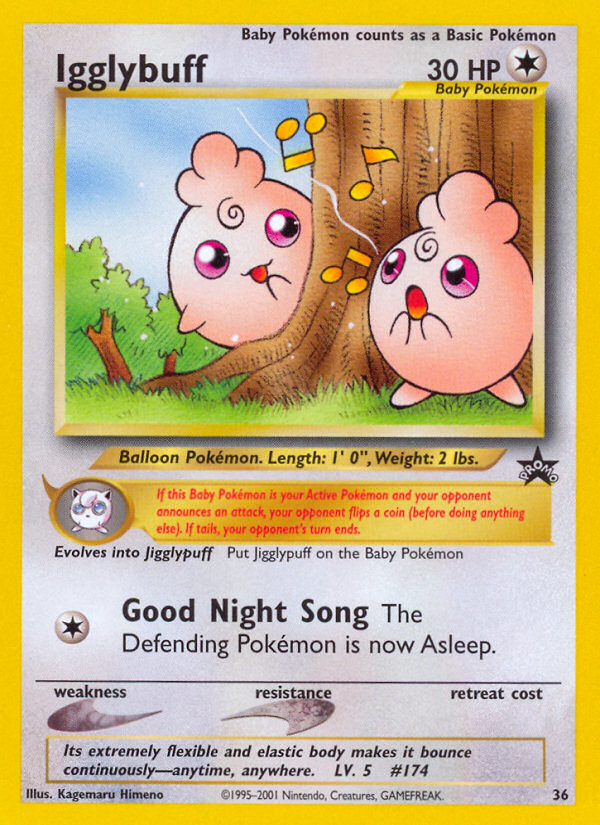 Baby Pokémon counts as a Basic Pokémon
Igglybuff
30 HP
Baby Pokémon
Balloon Pokémon. Length: 1' 0", Weight: 2 lbs.
PROMO
If this Baby Pokémon is your Active Pokémon and your opponent
announces an attack, your opponent flips a coin (before doing anything
else). If tails, your opponent's turn ends.
Evolves into Jigglypuff Put Jigglypuff on the Baby Pokémon
Good Night Song The
Defending Pokémon is now Asleep.
weakness resistance retreat cost
Its extremely flexible and elastic body makes it bounce
continuously—anytime, anywhere. LV. 5 #174
Illus. Kagemaru Himeno ©1995–2001 Nintendo, Creatures, GAMEFREAK. 36